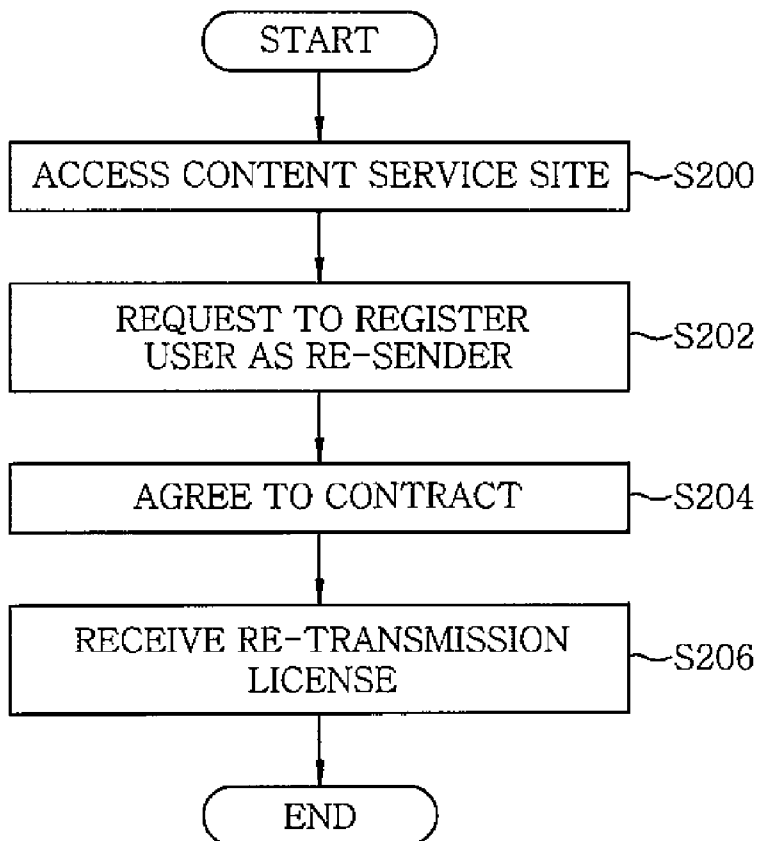 START
ACCESS CONTENT SERVICE SITE S200
REQUEST TO REGISTER
USER AS RE-SENDER
S202
AGREE TO CONTRACT S204
RECEIVE RE-TRANSMISSION
LICENSE
S206
END